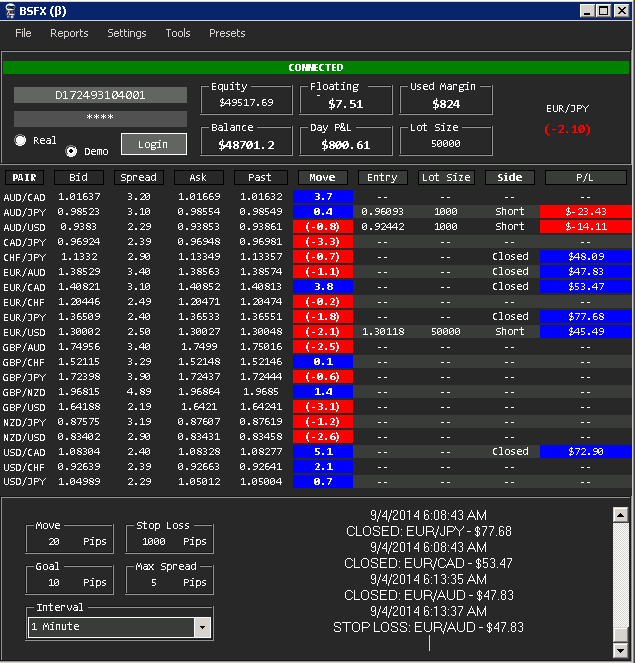 BSFX (β)
File Reports Settings Tools Presets
CONNECTED
D172493104001
****
Real Demo Login
Equity
$49517.69
Floating
$7.51
Used Margin
$824
Balance
$48701.2
Day P&L
$800.61
Lot Size
50000
EUR/JPY
(-2.10)
PAIR Bid Spread Ask Past Move Entry Lot Size Side P/L
AUD/CAD 1.01637 3.20 1.01669 1.01632 3.7 -- -- -- --
AUD/JPY 0.98523 3.10 0.98554 0.98549 0.4 0.96093 1000 Short $-23.43
AUD/USD 0.9383 2.29 0.93853 0.93861 (-0.8) 0.92442 1000 Short $-14.11
CAD/JPY 0.96924 2.39 0.96948 0.96981 (-3.3) -- -- -- --
CHF/JPY 1.1332 2.90 1.13349 1.13357 (-0.7) -- -- Closed $48.09
EUR/AUD 1.38529 3.40 1.38563 1.38574 (-1.1) -- -- Closed $47.83
EUR/CAD 1.40821 3.10 1.40852 1.40813 3.8 -- -- Closed $53.47
EUR/CHF 1.20446 2.49 1.20471 1.20474 (-0.2) -- -- -- --
EUR/JPY 1.36509 2.40 1.36533 1.36551 (-1.8) -- -- Closed $77.68
EUR/USD 1.30002 2.50 1.30027 1.30048 (-2.1) 1.30118 50000 Short $45.49
GBP/AUD 1.74956 3.40 1.7499 1.75016 (-2.5) -- -- -- --
GBP/CHF 1.52115 3.29 1.52148 1.52146 0.1 -- -- -- --
GBP/JPY 1.72398 3.90 1.72437 1.72444 (-0.6) -- -- -- --
GBP/NZD 1.96815 4.89 1.96864 1.9685 1.4 -- -- -- --
GBP/USD 1.64188 2.19 1.6421 1.64241 (-3.1) -- -- -- --
NZD/JPY 0.87575 3.19 0.87607 0.87619 (-1.2) -- -- -- --
NZD/USD 0.83402 2.90 0.83431 0.83458 (-2.6) -- -- -- --
USD/CAD 1.08304 2.40 1.08328 1.08277 5.1 -- -- Closed $72.90
USD/CHF 0.92639 2.39 0.92663 0.92641 2.1 -- -- -- --
USD/JPY 1.04989 2.29 1.05012 1.05004 0.7 -- -- -- --
Move
20 Pips
Stop Loss
1000 Pips
Goal
10 Pips
Max Spread
5 Pips
Interval
1 Minute
9/4/2014 6:08:43 AM
CLOSED: EUR/JPY - $77.68
9/4/2014 6:08:43 AM
CLOSED: EUR/CAD - $53.47
9/4/2014 6:13:35 AM
CLOSED: EUR/AUD - $47.83
9/4/2014 6:13:37 AM
STOP LOSS: EUR/AUD - $47.83